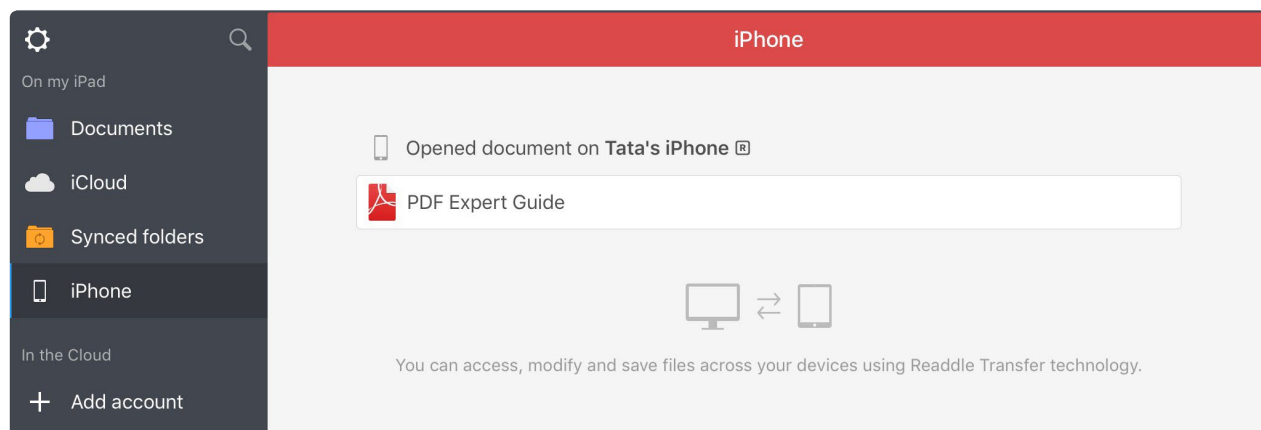 iPhone
On my iPad
Documents
iCloud
Synced folders
iPhone
In the Cloud
Add account
Opened document on Tata's iPhone R
PDF Expert Guide
You can access, modify and save files across your devices using Readdle Transfer technology.